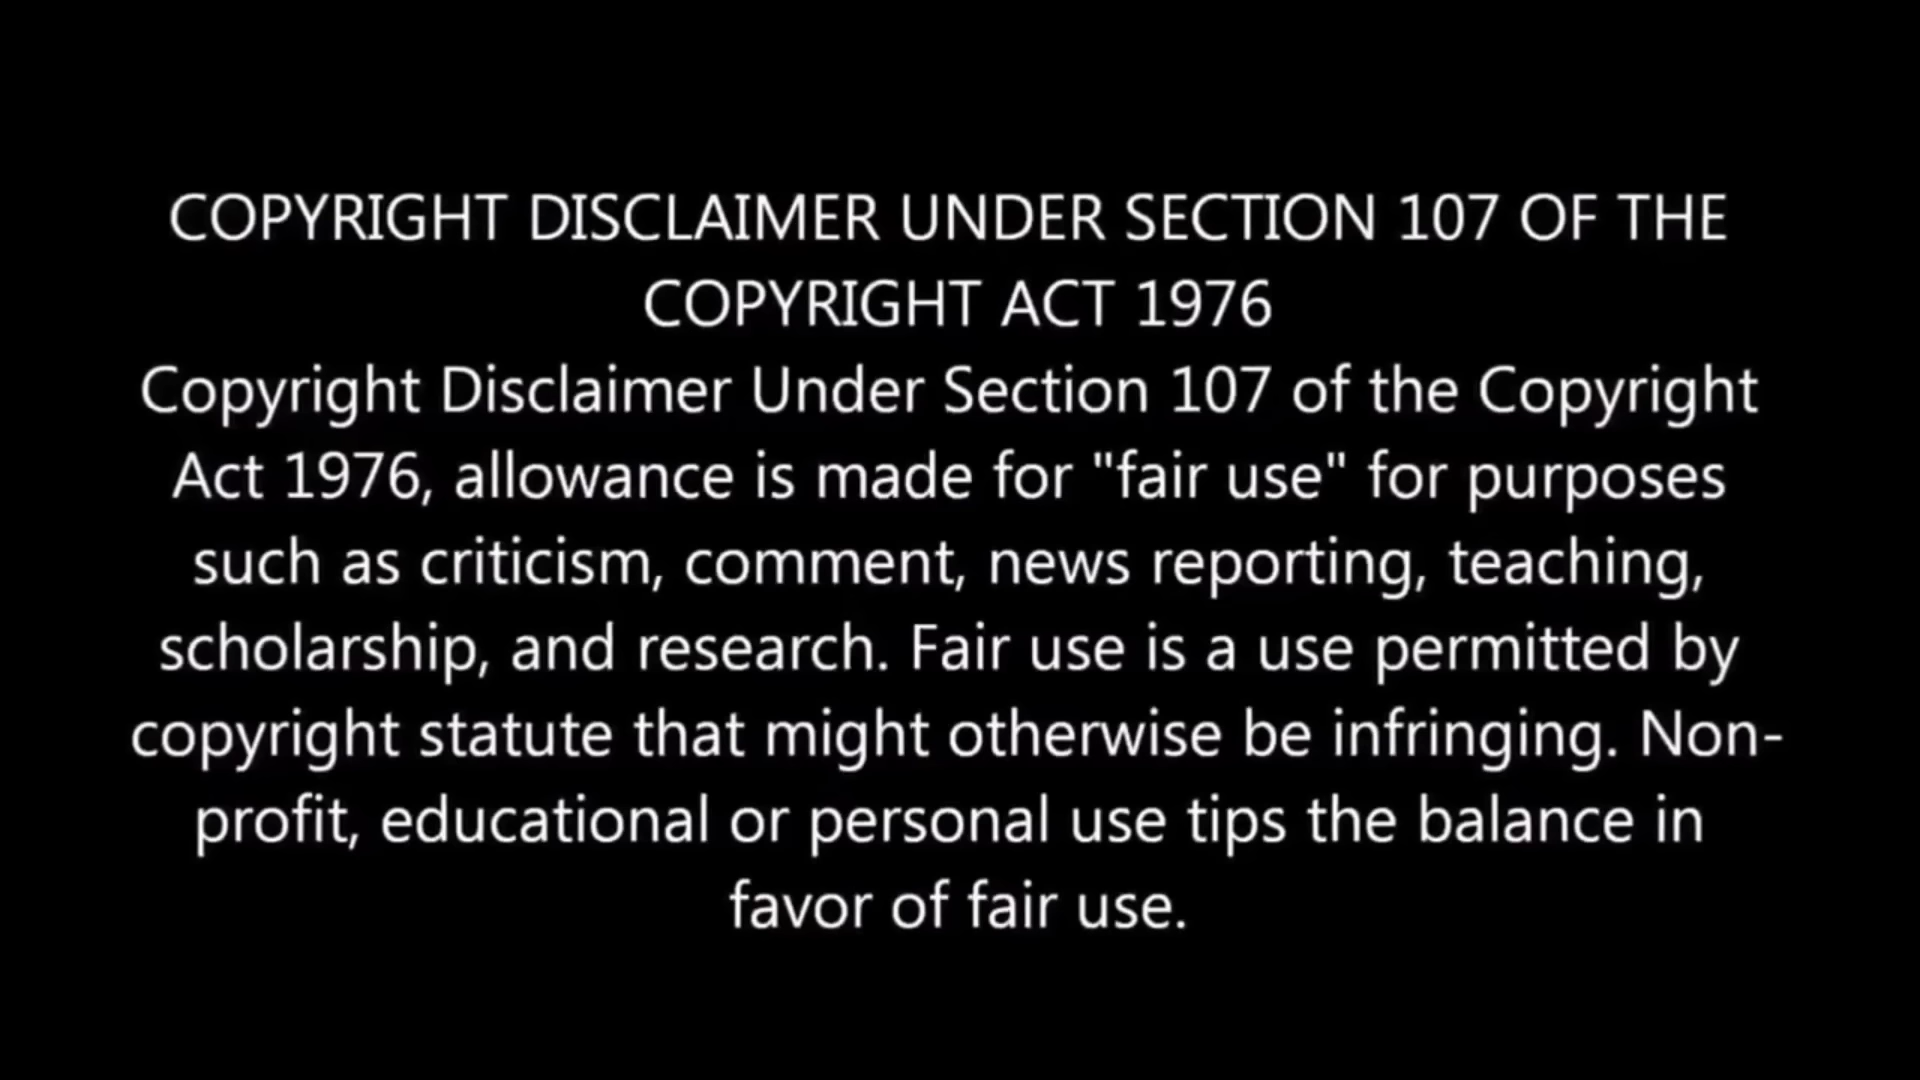 COPYRIGHT DISCLAIMER UNDER SECTION 107 OF THE
COPYRIGHT ACT 1976
Copyright Disclaimer Under Section 107 of the Copyright
Act 1976, allowance is made for "fair use" for purposes
such as criticism, comment, news reporting, teaching,
scholarship, and research. Fair use is a use permitted by
copyright statute that might otherwise be infringing. Non-
profit, educational or personal use tips the balance in
favor of fair use.